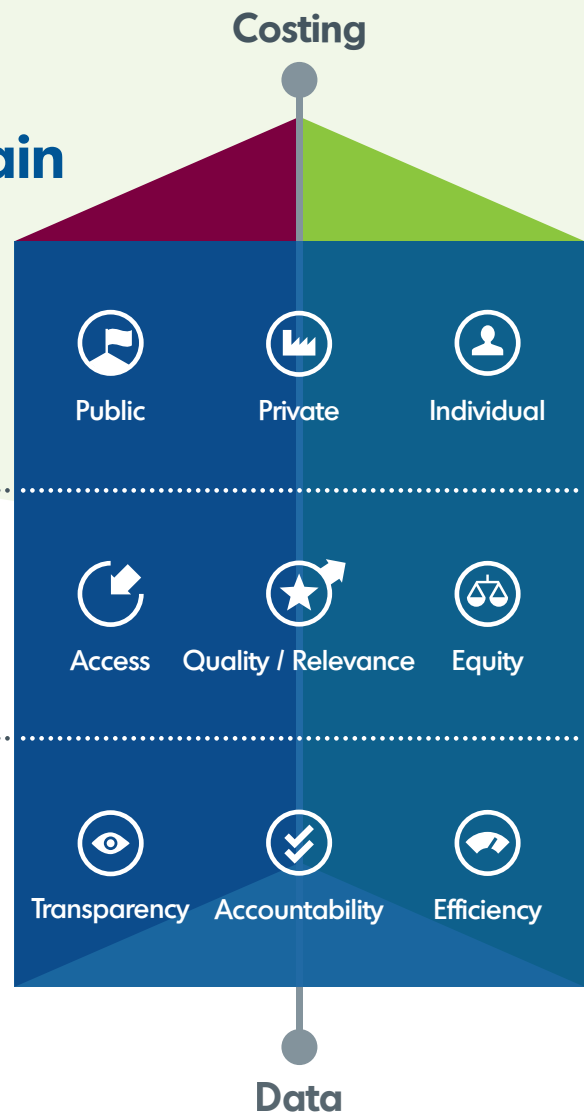 Costing
ain
Public Private Individual
Access Quality / Relevance Equity
Transparency Accountability Efficiency
Data